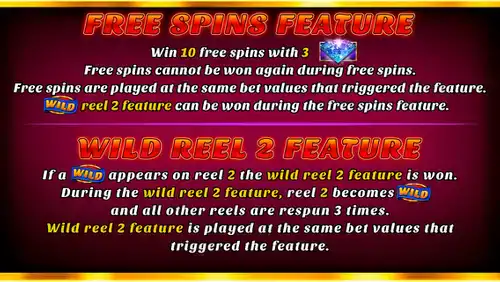 FREE SPINS FEATURE
Win 10 free spins with 3
Free spins cannot be won again during free spins.
Free spins are played at the same bet values that triggered the feature.
WILD reel 2 feature can be won during the free spins feature.
WILD REEL 2 FEATURE
If a WILD appears on reel 2 the wild reel 2 feature is won.
During the wild reel 2 feature, reel 2 becomes WILD
and all other reels are respun 3 times.
Wild reel 2 feature is played at the same bet values that
triggered the feature.